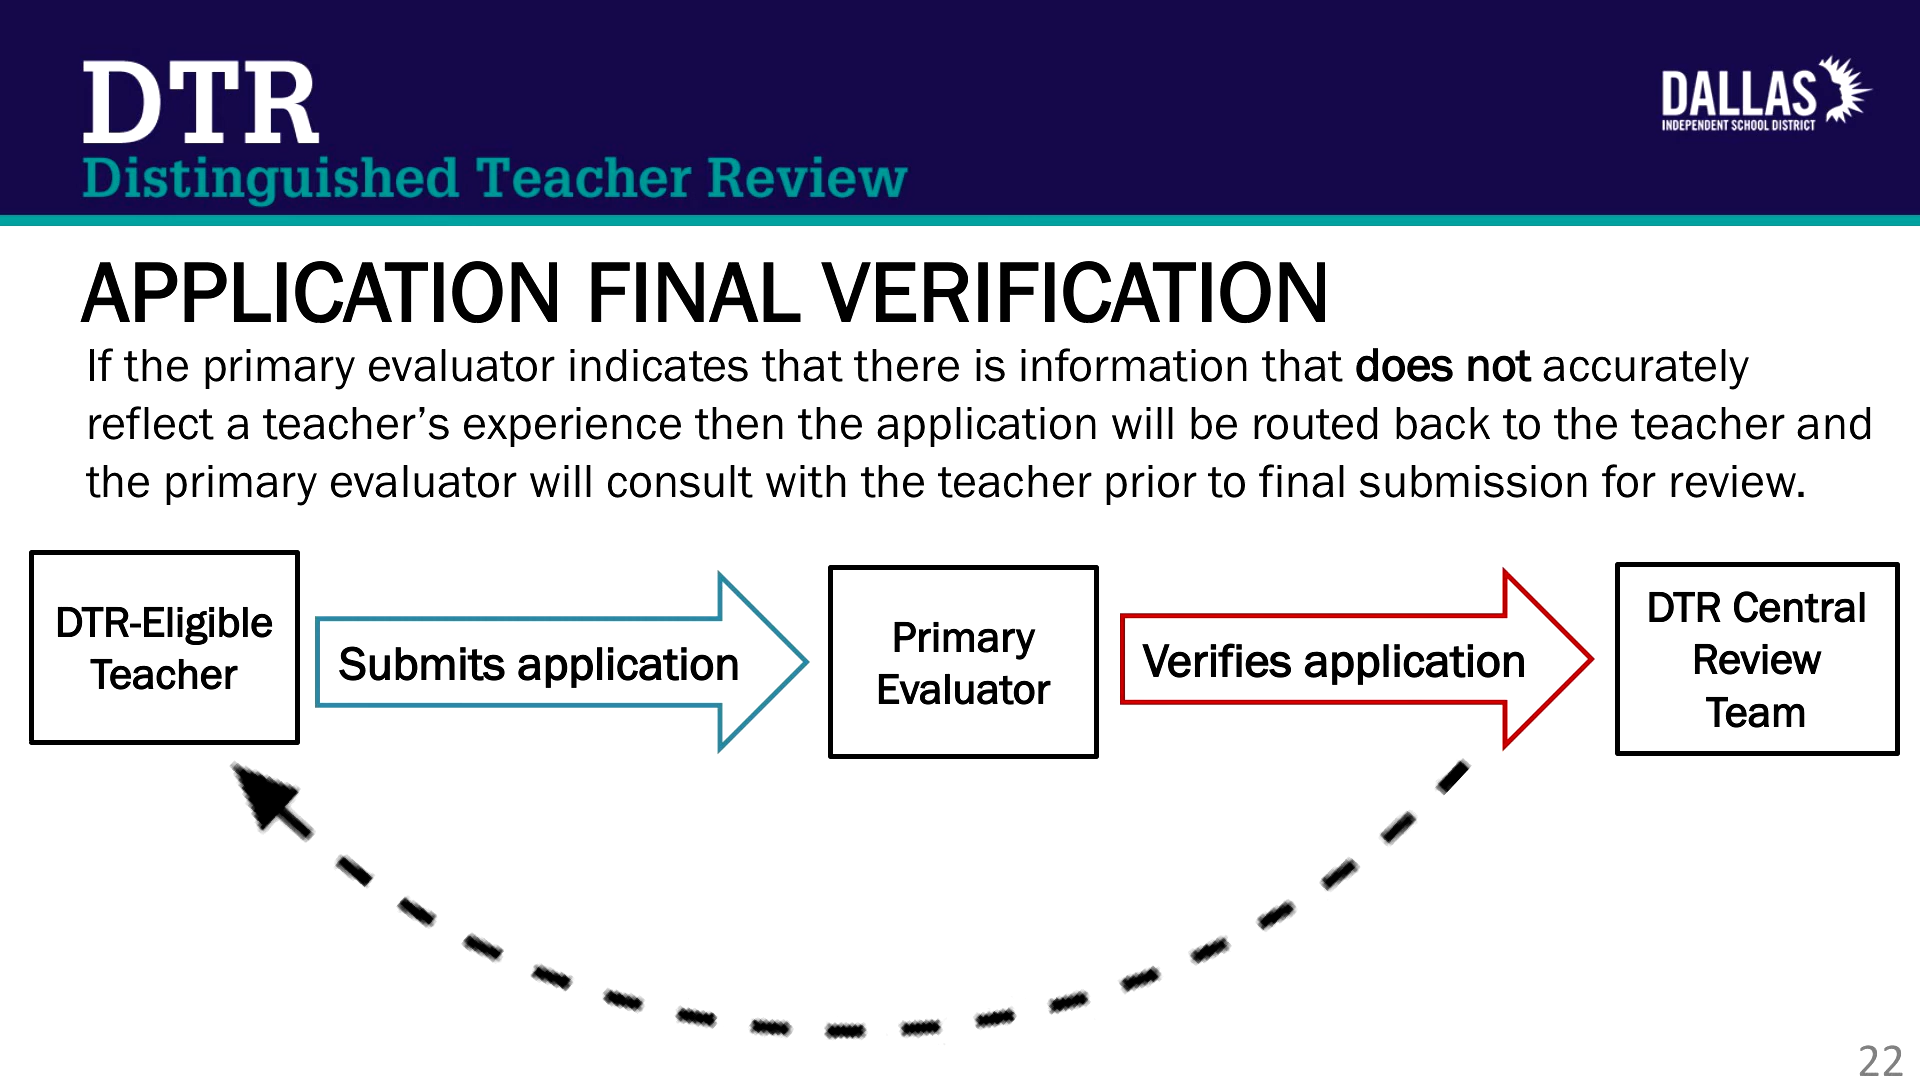 DTR
Distinguished Teacher Review
DALLAS
INDEPENDENT SCHOOL DISTRICT
APPLICATION FINAL VERIFICATION
If the primary evaluator indicates that there is information that does not accurately
reflect a teacher’s experience then the application will be routed back to the teacher and
the primary evaluator will consult with the teacher prior to final submission for review.
DTR-Eligible
Teacher
Submits application
Primary
Evaluator
Verifies application
DTR Central
Review
Team
22